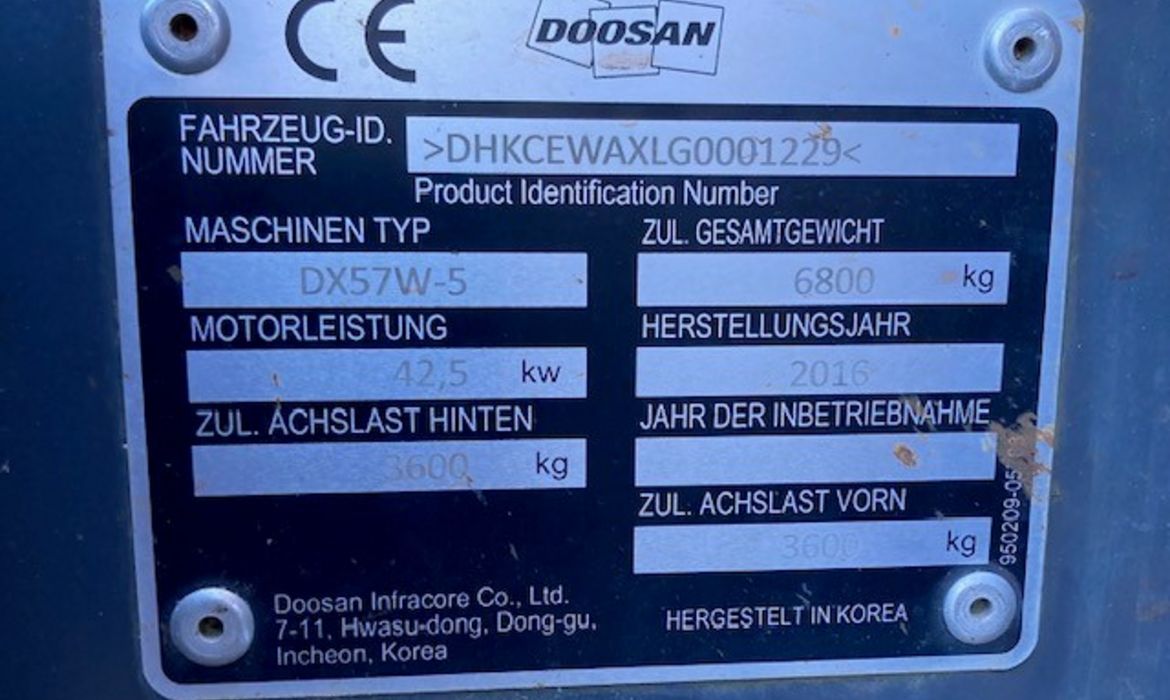 CE
DOOSAN
FAHRZEUG-ID.
NUMMER
>DHKCEWAXLG0001229<
Product Identification Number
MASCHINEN TYP
ZUL. GESAMTGEWICHT
DX57W-5
6800 kg
MOTORLEISTUNG
HERSTELLUNGSJAHR
42,5 kw
2016
ZUL. ACHSLAST HINTEN
JAHR DER INBETRIEBNAHME
3600 kg
ZUL. ACHSLAST VORN
3600 kg
Doosan Infracore Co., Ltd.
7-11, Hwasu-dong, Dong-gu,
Incheon, Korea
HERGESTELT IN KOREA